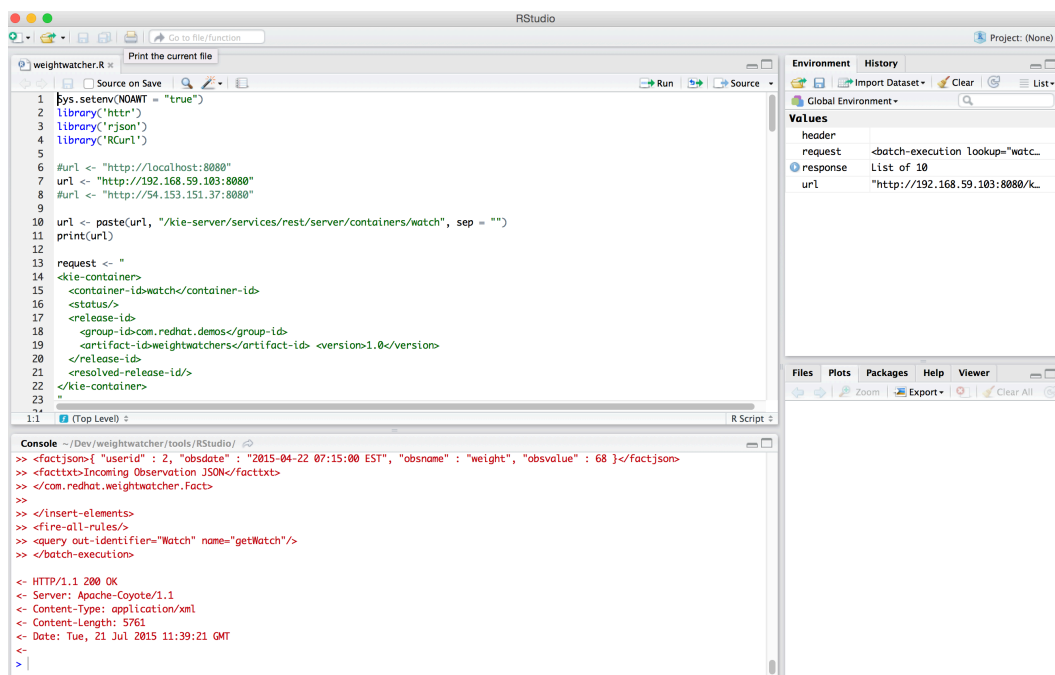 RStudio
Go to file/function
Project: (None)
Print the current file
weightwatcher.R
Source on Save
Run
Source
1 Sys.setenv(NOAWT = "true")
2 library('httr')
3 library('rjson')
4 library('RCurl')
5
6 #url <- "http://localhost:8080"
7 url <- "http://192.168.59.103:8080"
8 #url <- "http://54.153.151.37:8080"
9
10 url <- paste(url, "/kie-server/services/rest/server/containers/watch", sep = "")
11 print(url)
12
13 request <- "
14 <kie-container>
15 <container-id>watch</container-id>
16 <status/>
17 <release-id>
18 <group-id>com.redhat.demos</group-id>
19 <artifact-id>weightwatchers</artifact-id> <version>1.0</version>
20 </release-id>
21 <resolved-release-id/>
22 </kie-container>
23 "
24
1:1 (Top Level) R Script
Console ~/Dev/weightwatcher/tools/RStudio/
>> <factjson>{ "userid" : 2, "obsdate" : "2015-04-22 07:15:00 EST", "obsname" : "weight", "obsvalue" : 68 }</factjson>
>> <facttxt>Incoming Observation JSON</facttxt>
>> </com.redhat.weightwatcher.Fact>
>>
>> </insert-elements>
>> <fire-all-rules/>
>> <query out-identifier="Watch" name="getWatch"/>
>> </batch-execution>
<- HTTP/1.1 200 OK
<- Server: Apache-Coyote/1.1
<- Content-Type: application/xml
<- Content-Length: 5761
<- Date: Tue, 21 Jul 2015 11:39:21 GMT
<-
>
Environment History
Import Dataset Clear List
Global Environment
Values
header
request <batch-execution lookup="watc…
response List of 10
url "http://192.168.59.103:8080/k…
Files Plots Packages Help Viewer
Zoom Export Clear All